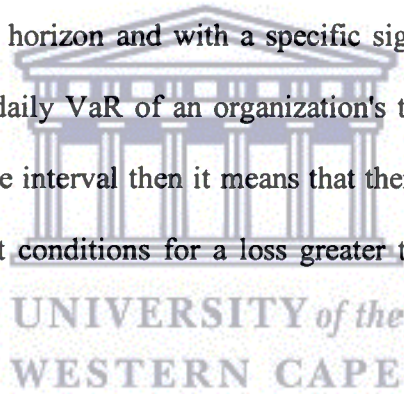 horizon and with a specific sig
daily VaR of an organization's t
e interval then it means that the
t conditions for a loss greater t
UNIVERSITY of the
WESTERN CAPE